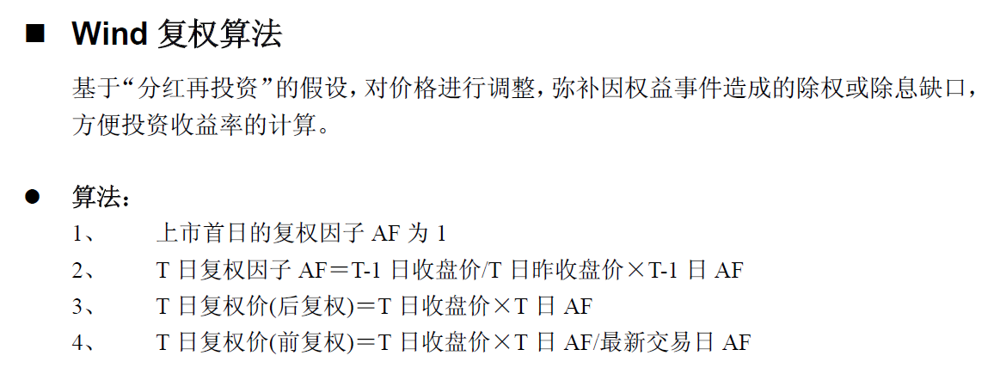 ■ Wind 复权算法
基于“分红再投资”的假设，对价格进行调整，弥补因权益事件造成的除权或除息缺口，
方便投资收益率的计算。
● 算法：
1、 上市首日的复权因子 AF 为 1
2、 T 日复权因子 AF＝T-1 日收盘价/T 日昨收盘价×T-1 日 AF
3、 T 日复权价(后复权)＝T 日收盘价×T 日 AF
4、 T 日复权价(前复权)＝T 日收盘价×T 日 AF/最新交易日 AF